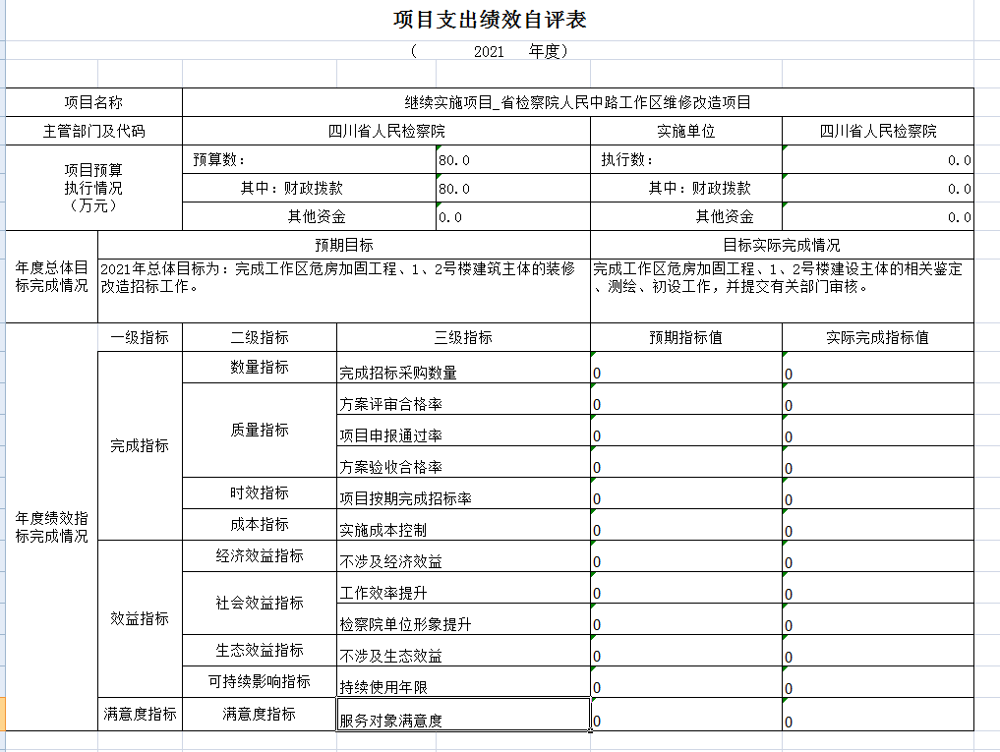 项目支出绩效自评表
（ 2021 年度）
项目名称 继续实施项目_省检察院人民中路工作区维修改造项目
主管部门及代码 四川省人民检察院 实施单位 四川省人民检察院
项目预算
执行情况
（万元）
预算数： 80.0 执行数： 0.0
其中：财政拨款 80.0 其中：财政拨款 0.0
其他资金 0.0 其他资金 0.0
年度总体目
标完成情况
预期目标 目标实际完成情况
2021年总体目标为：完成工作区危房加固工程、1、2号楼建筑主体的装修
改造招标工作。
完成工作区危房加固工程、1、2号楼建设主体的相关鉴定
、测绘、初设工作，并提交有关部门审核。
年度绩效指
标完成情况
一级指标 二级指标 三级指标 预期指标值 实际完成指标值
完成指标
数量指标 完成招标采购数量 0 0
质量指标
方案评审合格率 0 0
项目申报通过率 0 0
方案验收合格率 0 0
时效指标 项目按期完成招标率 0 0
成本指标 实施成本控制 0 0
效益指标
经济效益指标 不涉及经济效益 0 0
社会效益指标
工作效率提升 0 0
检察院单位形象提升 0 0
生态效益指标 不涉及生态效益 0 0
可持续影响指标 持续使用年限 0 0
满意度指标 满意度指标 服务对象满意度 0 0